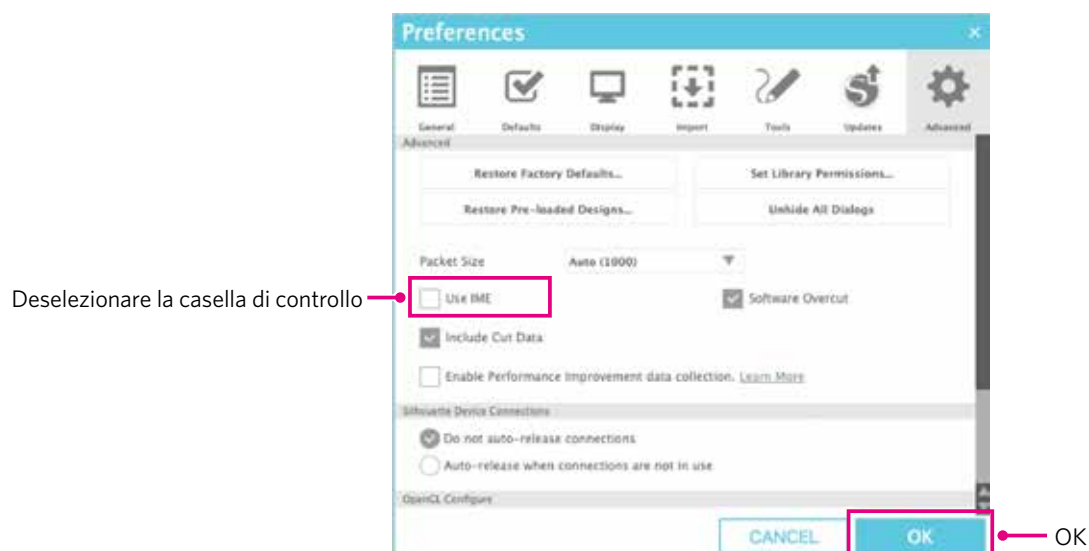 Preferences ×
General Defaults Display Import Tools Updates Advanced
Advanced
Restore Factory Defaults... Set Library Permissions...
Restore Pre-loaded Designs... Unhide All Dialogs
Packet Size Auto (1000)
Deselezionare la casella di controllo Use IME Software Overcut
Include Cut Data
Enable Performance Improvement data collection. Learn More
Silhouette Device Connections
Do not auto-release connections
Auto-release when connections are not in use
OpenCL Configure
CANCEL OK OK